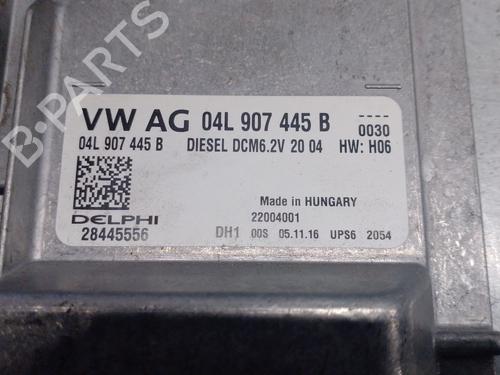 B-PARTS
VW AG 04L 907 445 B ----
0030
04L 907 445 B DIESEL DCM6.2V 20 04 HW: H06
Made in HUNGARY
DELPHI 22004001
28445556 DH1 00S 05.11.16 UPS6 2054